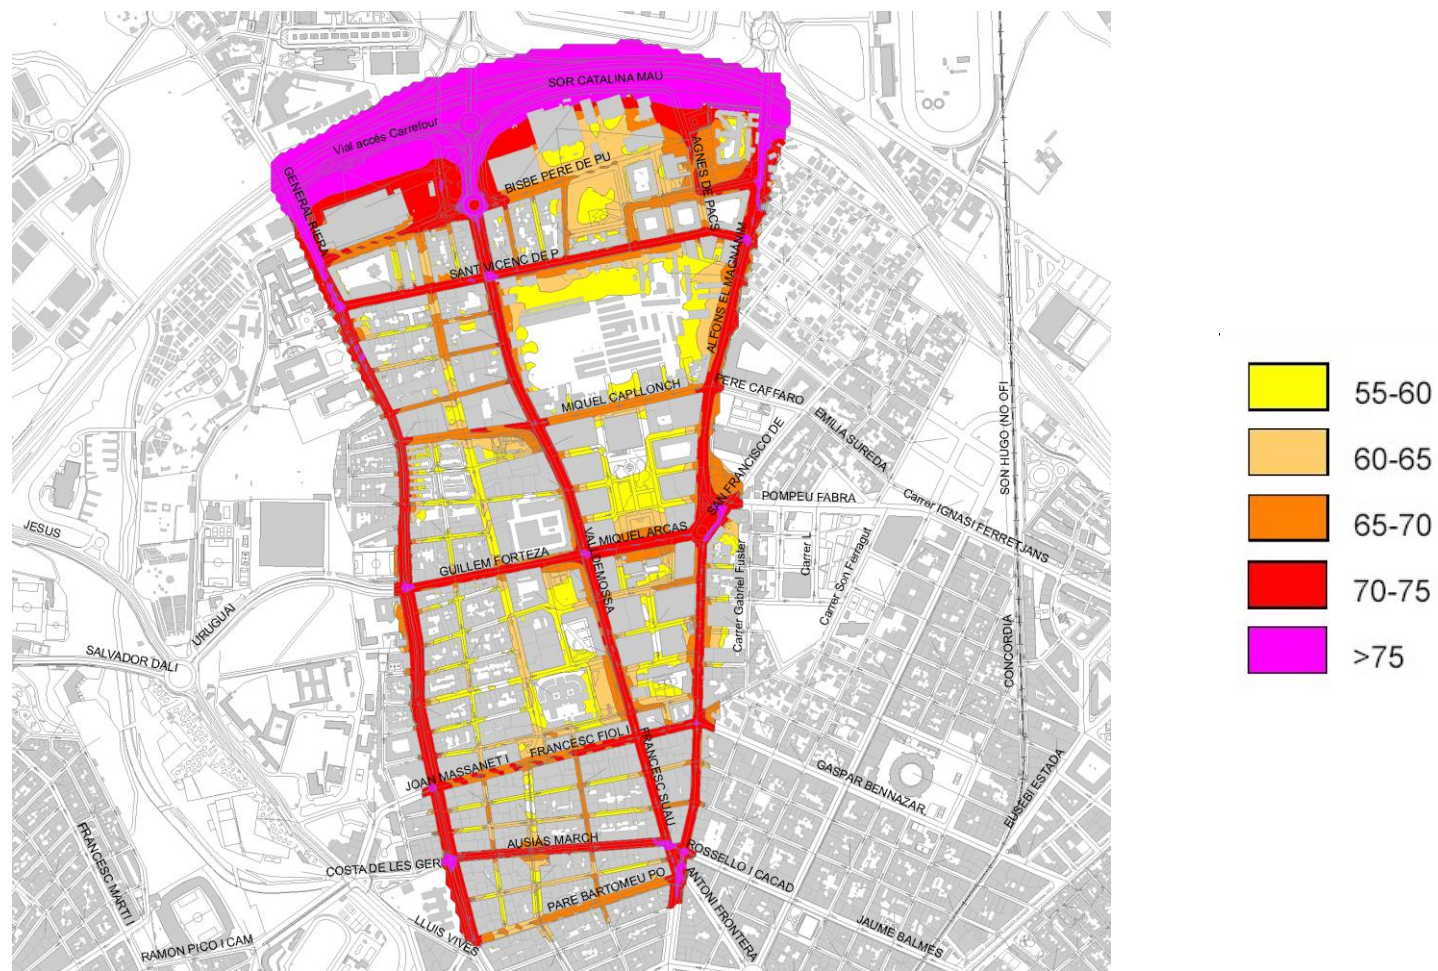 SOR CATALINA MAU
Vial accés Carrefour
GENERAL RIERA
BISBE PERE DE PU
AGNES DE PACS
SANT VICENC DE P
ALFONS EL MAGNÀNIM
MIQUEL CAPLLONCH
PERE CAFFARO
EMILIA SUREDA
SAN FRANCISCO DE
SON HUGO (NO OFI
POMPEU FABRA
Carrer IGNASI FERRETJANS
JESUS
MIQUEL ARCAS
GUILLEM FORTEZA
VALLDEMOSSA
Carrer Gabriel Fuster
Carrer L
Carrer Son Ferragut
URUGUAI
SALVADOR DALI
CONCORDIA
FRANCESC FIOL I
JOAN MASSANET I
FRANCESC SUAU
GASPAR BENNAZAR,
EUSEBI ESTADA
AUSIÀS MARCH
COSTA DE LES GER
ROSSELLO I CACAD
PARE BARTOMEU PO
ANTONI FRONTERA
FRANCESC MARTI I
LLUIS VIVES
JAUME BALMES
RAMON PICO I CAM
55-60
60-65
65-70
70-75
>75